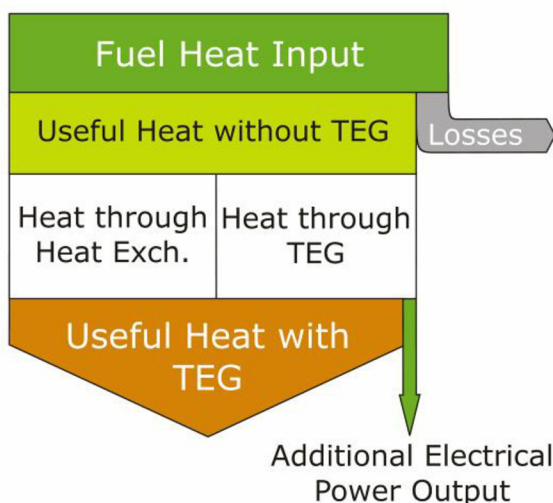 Fuel Heat Input
Useful Heat without TEG
Losses
Heat through
Heat Exch.
Heat through
TEG
Useful Heat with
TEG
Additional Electrical
Power Output